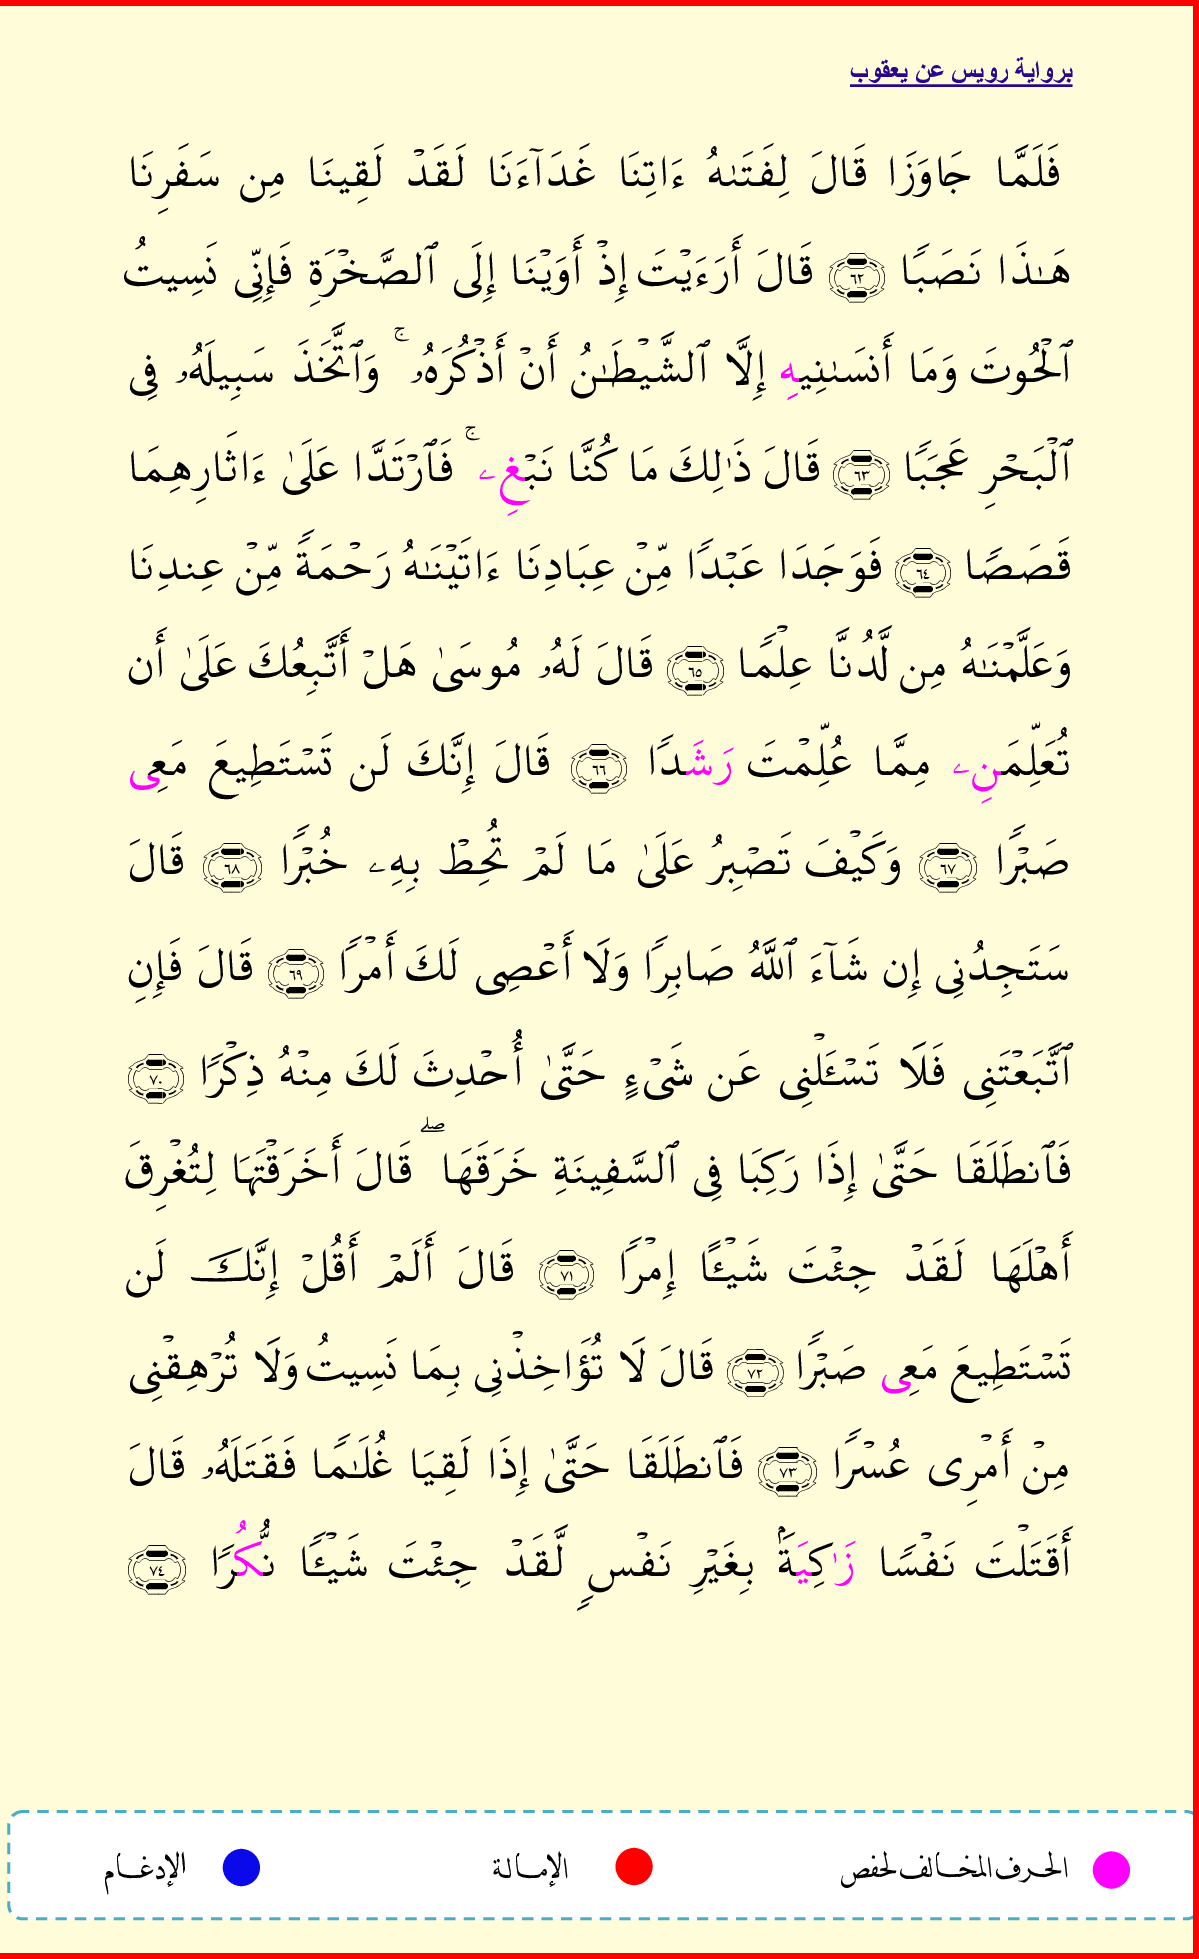 برواية رويس عن يعقوب
فَلَمَّا جَاوَزَا قَالَ لِفَتَىٰهُ ءَاتِنَا غَدَآءَنَا لَقَدْ لَقِينَا مِن سَفَرِنَا
هَـٰذَا نَصَبًا ٦٢ قَالَ أَرَءَيْتَ إِذْ أَوَيْنَا إِلَى ٱلصَّخْرَةِ فَإِنِّى نَسِيتُ
ٱلْحُوتَ وَمَا أَنسَىٰنِيهِ إِلَّا ٱلشَّيْطَـٰنُ أَنْ أَذْكُرَهُۥ ۚ وَٱتَّخَذَ سَبِيلَهُۥ فِى
ٱلْبَحْرِ عَجَبًا ٦٣ قَالَ ذَٰلِكَ مَا كُنَّا نَبْغِۦ ۚ فَٱرْتَدَّا عَلَىٰ ءَاثَارِهِمَا
قَصَصًا ٦٤ فَوَجَدَا عَبْدًا مِّنْ عِبَادِنَا ءَاتَيْنَـٰهُ رَحْمَةً مِّنْ عِندِنَا
وَعَلَّمْنَـٰهُ مِن لَّدُنَّا عِلْمًا ٦٥ قَالَ لَهُۥ مُوسَىٰ هَلْ أَتَّبِعُكَ عَلَىٰ أَن
تُعَلِّمَنِۦ مِمَّا عُلِّمْتَ رَشَدًا ٦٦ قَالَ إِنَّكَ لَن تَسْتَطِيعَ مَعِى
صَبْرًا ٦٧ وَكَيْفَ تَصْبِرُ عَلَىٰ مَا لَمْ تُحِطْ بِهِۦ خُبْرًا ٦٨ قَالَ
سَتَجِدُنِى إِن شَآءَ ٱللَّهُ صَابِرًا وَلَا أَعْصِى لَكَ أَمْرًا ٦٩ قَالَ فَإِنِ
ٱتَّبَعْتَنِى فَلَا تَسْـَٔلْنِى عَن شَىْءٍ حَتَّىٰ أُحْدِثَ لَكَ مِنْهُ ذِكْرًا ٧٠
فَٱنطَلَقَا حَتَّىٰ إِذَا رَكِبَا فِى ٱلسَّفِينَةِ خَرَقَهَا ۖ قَالَ أَخَرَقْتَهَا لِتُغْرِقَ
أَهْلَهَا لَقَدْ جِئْتَ شَيْـًٔا إِمْرًا ٧١ قَالَ أَلَمْ أَقُلْ إِنَّكَ لَن
تَسْتَطِيعَ مَعِى صَبْرًا ٧٢ قَالَ لَا تُؤَاخِذْنِى بِمَا نَسِيتُ وَلَا تُرْهِقْنِى
مِنْ أَمْرِى عُسْرًا ٧٣ فَٱنطَلَقَا حَتَّىٰ إِذَا لَقِيَا غُلَـٰمًا فَقَتَلَهُۥ قَالَ
أَقَتَلْتَ نَفْسًا زَٰكِيَةًۢ بِغَيْرِ نَفْسٍ لَّقَدْ جِئْتَ شَيْـًٔا نُّكُرًا ٧٤
الحرف المخالف لحفص الإمالة الإدغام